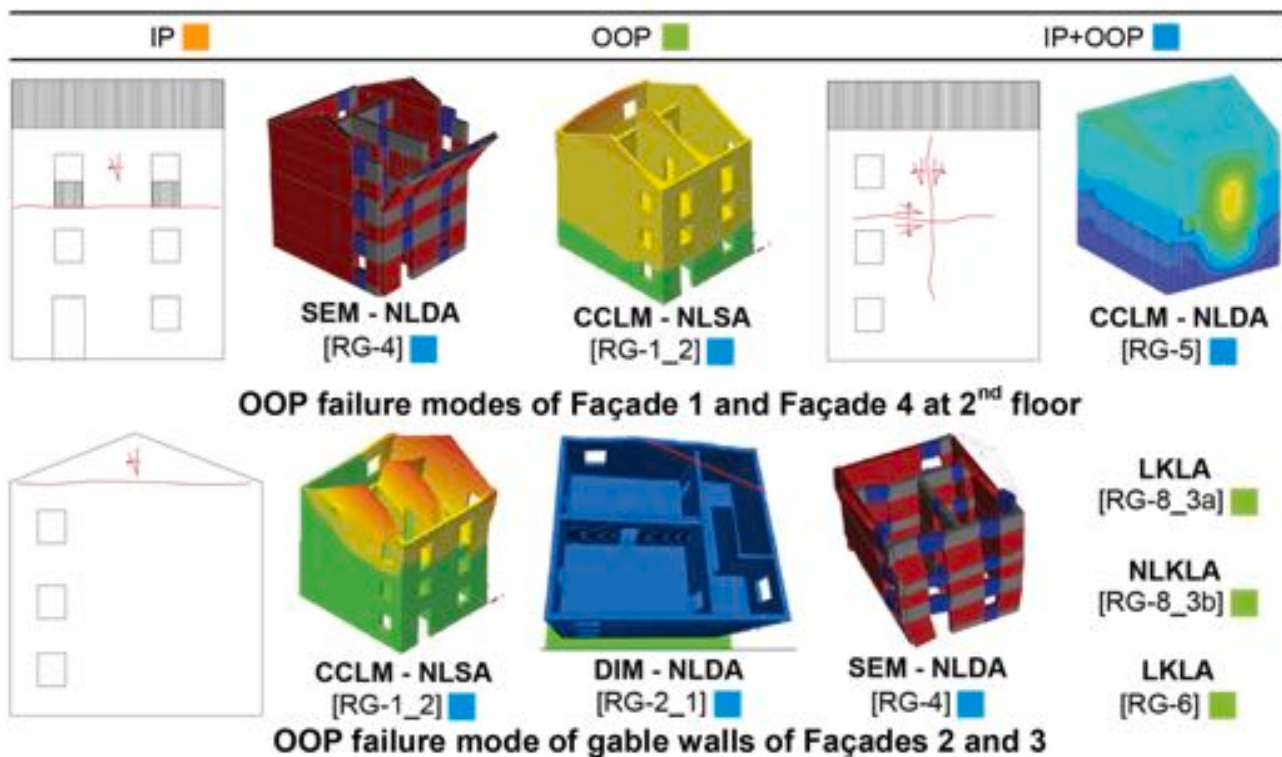 IP OOP IP+OOP
SEM - NLDA
[RG-4]
CCLM - NLSA
[RG-1_2]
CCLM - NLDA
[RG-5]
OOP failure modes of Façade 1 and Façade 4 at 2nd floor
CCLM - NLSA
[RG-1_2]
DIM - NLDA
[RG-2_1]
SEM - NLDA
[RG-4]
LKLA
[RG-8_3a]
NLKLA
[RG-8_3b]
LKLA
[RG-6]
OOP failure mode of gable walls of Façades 2 and 3